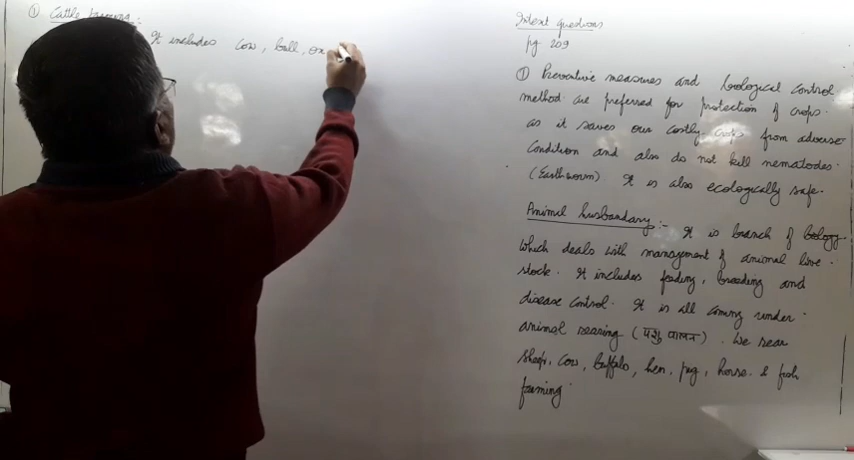 ① Cattle farming :-
It includes Cow, bull, ox
Intext questions
pg 209
① Preventive measures and biological control
method are preferred for protection of crops.
as it saves our costly crops from adverse
condition and also do not kill nematodes.
(Earthworm). It is also ecologically safe.
Animal husbandary :- It is branch of biology
which deals with management of animal live.
stock. It includes feeding, breeding and
disease control. It is all coming under.
animal rearing (पशु पालन). We rear
sheep, cow, buffalo, hen, pig, horse. & fish
farming